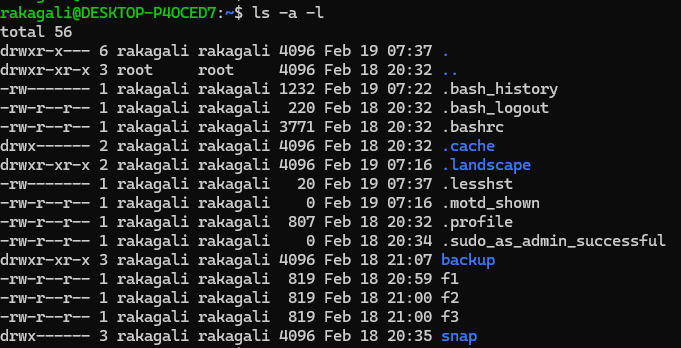 rakagali@DESKTOP-P4OCED7:~$ ls -a -l
total 56
drwxr-x--- 6 rakagali rakagali 4096 Feb 19 07:37 .
drwxr-xr-x 3 root     root     4096 Feb 18 20:32 ..
-rw------- 1 rakagali rakagali 1232 Feb 19 07:22 .bash_history
-rw-r--r-- 1 rakagali rakagali  220 Feb 18 20:32 .bash_logout
-rw-r--r-- 1 rakagali rakagali 3771 Feb 18 20:32 .bashrc
drwx------ 2 rakagali rakagali 4096 Feb 18 20:32 .cache
drwxr-xr-x 2 rakagali rakagali 4096 Feb 19 07:16 .landscape
-rw------- 1 rakagali rakagali   20 Feb 19 07:37 .lesshst
-rw-r--r-- 1 rakagali rakagali    0 Feb 19 07:16 .motd_shown
-rw-r--r-- 1 rakagali rakagali  807 Feb 18 20:32 .profile
-rw-r--r-- 1 rakagali rakagali    0 Feb 18 20:34 .sudo_as_admin_successful
drwxr-xr-x 3 rakagali rakagali 4096 Feb 18 21:07 backup
-rw-r--r-- 1 rakagali rakagali  819 Feb 18 20:59 f1
-rw-r--r-- 1 rakagali rakagali  819 Feb 18 21:00 f2
-rw-r--r-- 1 rakagali rakagali  819 Feb 18 21:00 f3
drwx------ 3 rakagali rakagali 4096 Feb 18 20:35 snap